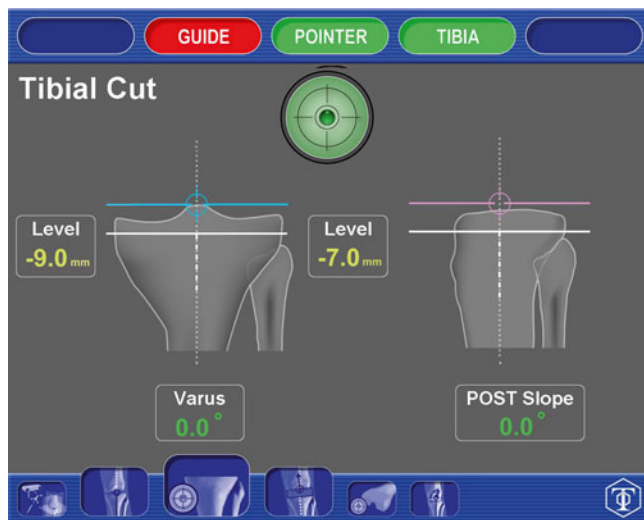 GUIDE POINTER TIBIA
Tibial Cut
Level Level
-9.0 mm -7.0 mm
Varus POST Slope
0.0° 0.0°